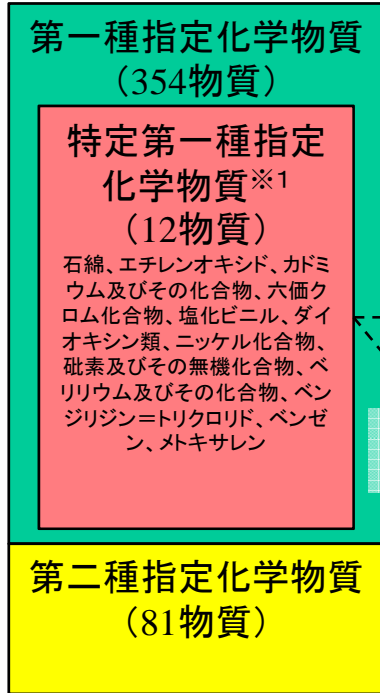 第一種指定化学物質
（354物質）
特定第一種指定
化学物質※1
（12物質）
石綿、エチレンオキシド、カドミ
ウム及びその化合物、六価ク
ロム化合物、塩化ビニル、ダイ
オキシン類、ニッケル化合物、
砒素及びその無機化合物、ベ
リリウム及びその化合物、ベン
ジリジン＝トリクロリド、ベンゼ
ン、メトキサレン
第二種指定化学物質
（81物質）